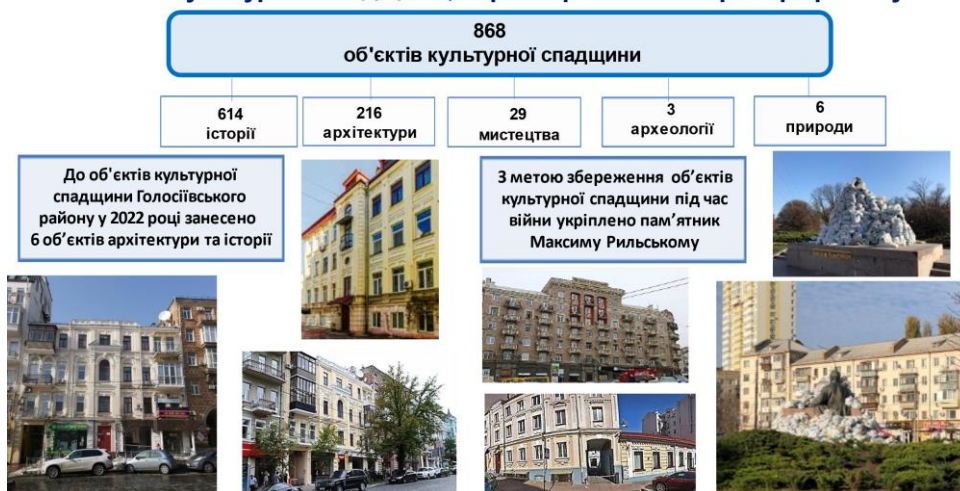 868
об'єктів культурної спадщини
614
історії
216
архітектури
29
мистецтва
3
археології
6
природи
До об'єктів культурної
спадщини Голосіївського
району у 2022 році занесено
6 об’єктів архітектури та історії
З метою збереження об’єктів
культурної спадщини під час
війни укріплено пам’ятник
Максиму Рильському